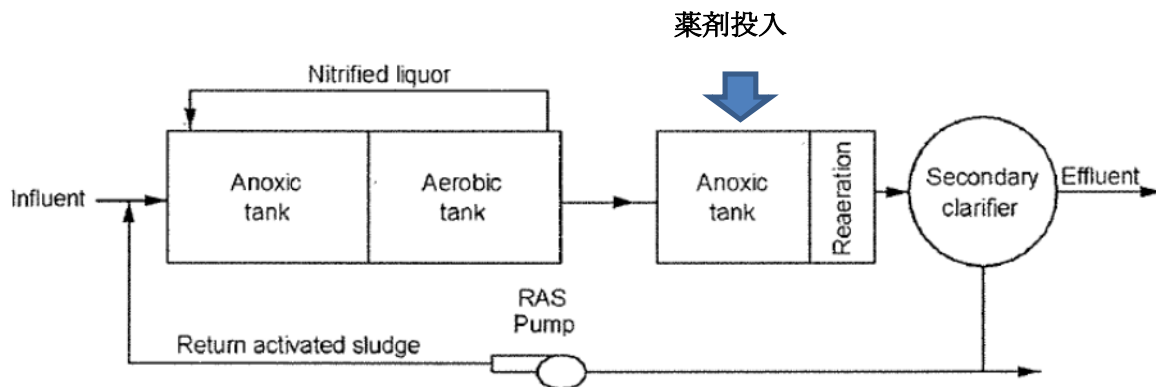 薬剤投入
Nitrified liquor
Influent
Anoxic
tank
Aerobic
tank
Anoxic
tank
Reaeration
Secondary
clarifier
Effluent
RAS
Pump
Return activated sludge